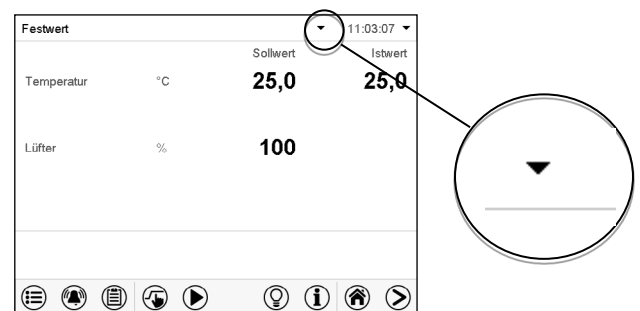 Festwert 11:03:07
Sollwert Istwert
Temperatur °C 25,0 25,0
Lüfter % 100